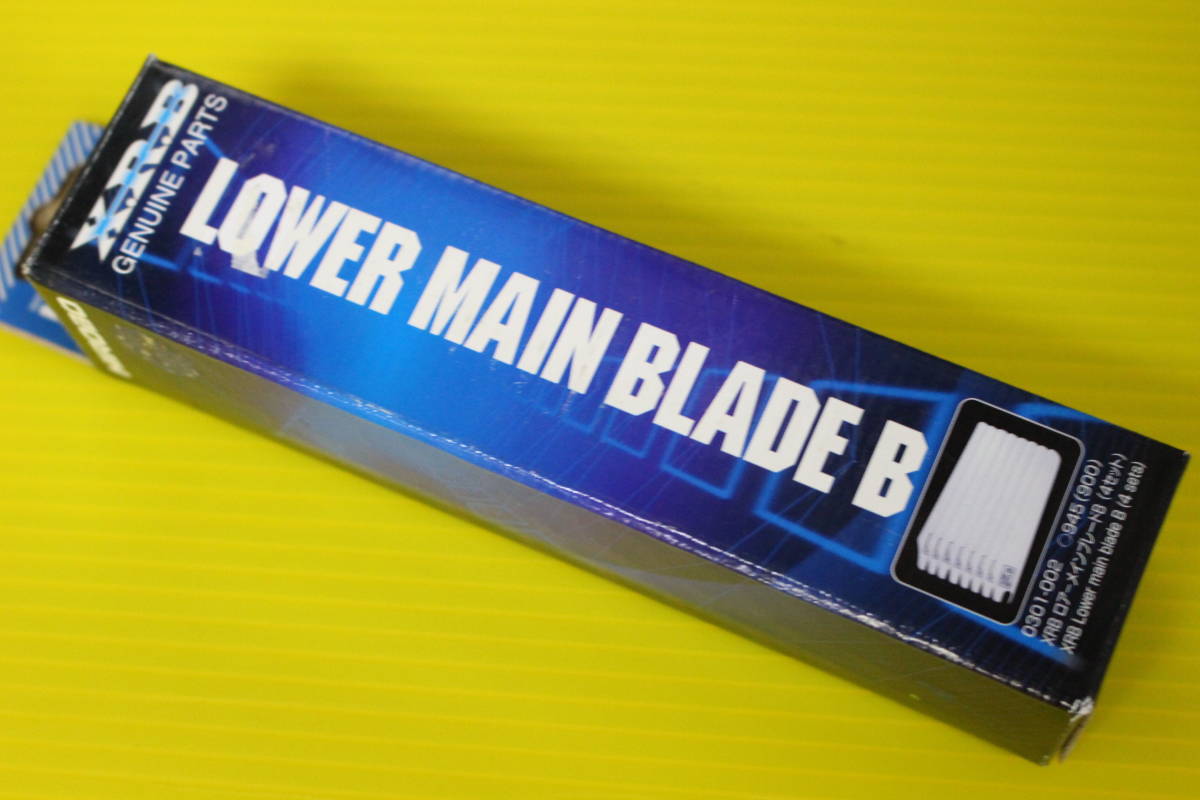 X.R.B
GENUINE PARTS
LOWER MAIN BLADE B
0301-002 ○945(900)
XRB ロアーメインブレードB (4セット)
XRB Lower main blade B (4 sets)